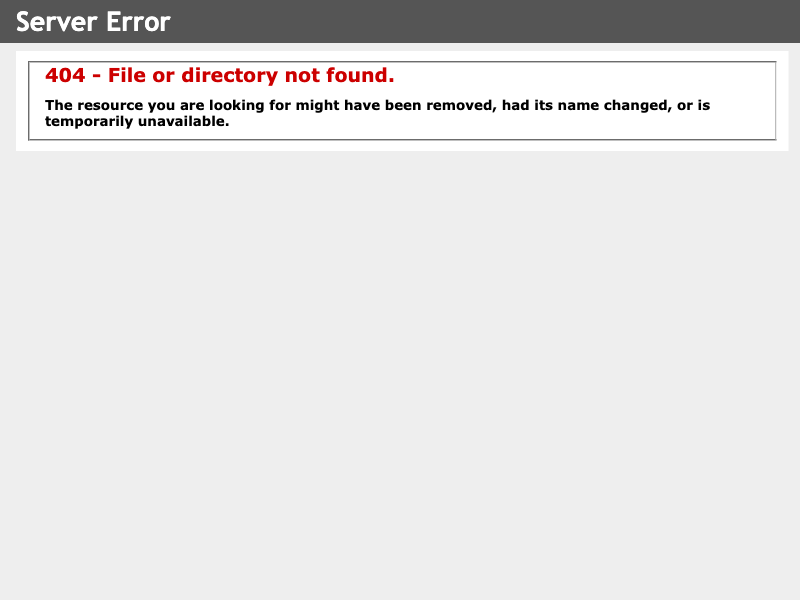 Server Error
404 - File or directory not found.
The resource you are looking for might have been removed, had its name changed, or is
temporarily unavailable.